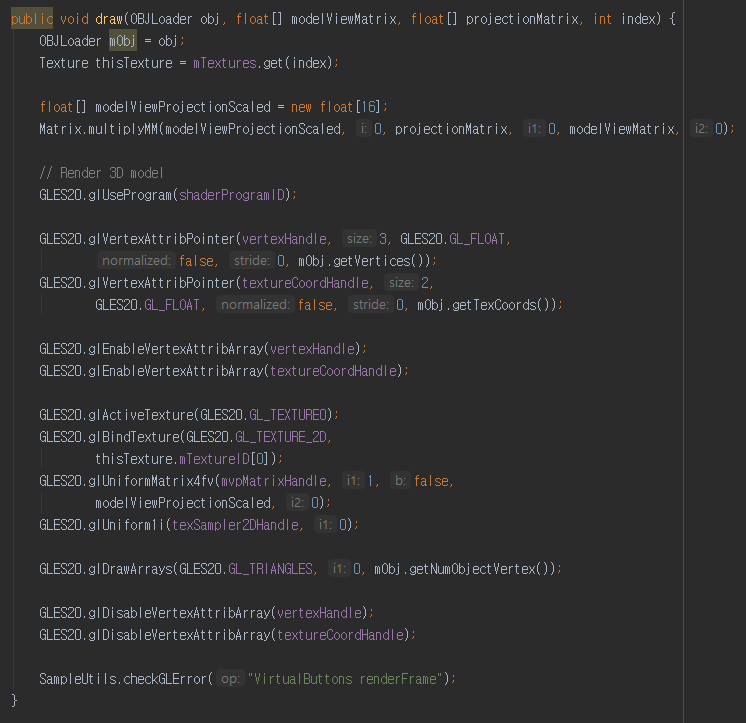 public void draw(OBJLoader obj, float[] modelViewMatrix, float[] projectionMatrix, int index) {
OBJLoader mObj = obj;
Texture thisTexture = mTextures.get(index);
float[] modelViewProjectionScaled = new float[16];
Matrix.multiplyMM(modelViewProjectionScaled, i: 0, projectionMatrix, i1: 0, modelViewMatrix, i2: 0);
// Render 3D model
GLES20.glUseProgram(shaderProgramID);
GLES20.glVertexAttribPointer(vertexHandle, size: 3, GLES20.GL_FLOAT,
normalized: false, stride: 0, mObj.getVertices());
GLES20.glVertexAttribPointer(textureCoordHandle, size: 2,
GLES20.GL_FLOAT, normalized: false, stride: 0, mObj.getTexCoords());
GLES20.glEnableVertexAttribArray(vertexHandle);
GLES20.glEnableVertexAttribArray(textureCoordHandle);
GLES20.glActiveTexture(GLES20.GL_TEXTURE0);
GLES20.glBindTexture(GLES20.GL_TEXTURE_2D,
thisTexture.mTextureID[0]);
GLES20.glUniformMatrix4fv(mvpMatrixHandle, i1: 1, b: false,
modelViewProjectionScaled, i2: 0);
GLES20.glUniform1i(texSampler2DHandle, i1: 0);
GLES20.glDrawArrays(GLES20.GL_TRIANGLES, i1: 0, mObj.getNumObjectVertex());
GLES20.glDisableVertexAttribArray(vertexHandle);
GLES20.glDisableVertexAttribArray(textureCoordHandle);
SampleUtils.checkGLError( op: "VirtualButtons renderFrame");
}